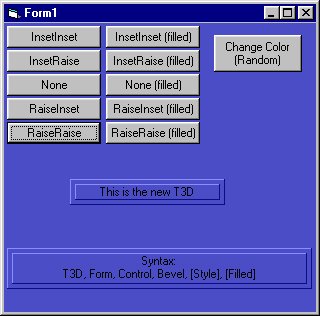 Form1
InsetInset
InsetInset (filled)
InsetRaise
InsetRaise (filled)
Change Color
(Random)
None
None (filled)
RaiseInset
RaiseInset (filled)
RaiseRaise
RaiseRaise (filled)
This is the new T3D
Syntax:
T3D, Form, Control, Bevel, [Style], [Filled]